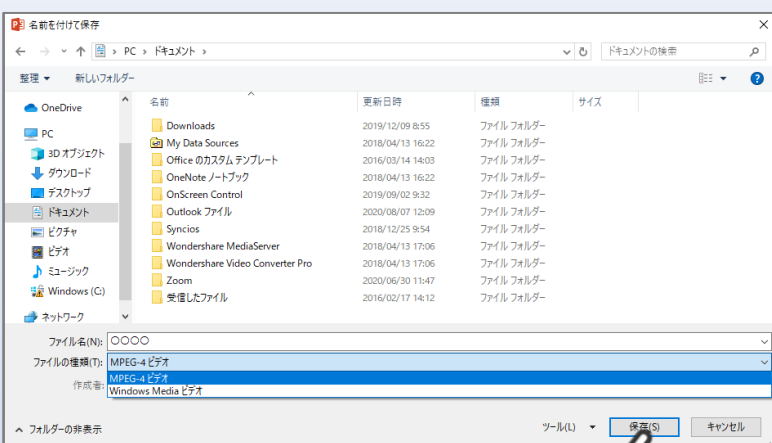 名前を付けて保存
PC › ドキュメント ›
ドキュメントの検索
整理 新しいフォルダー
名前 更新日時 種類 サイズ
OneDrive
PC
3D オブジェクト
ダウンロード
デスクトップ
ドキュメント
ピクチャ
ビデオ
ミュージック
Windows (C:)
ネットワーク
Downloads 2019/12/09 8:55 ファイル フォルダー
My Data Sources 2018/04/13 16:22 ファイル フォルダー
Office のカスタム テンプレート 2016/03/14 14:03 ファイル フォルダー
OneNote ノートブック 2018/04/13 16:22 ファイル フォルダー
OnScreen Control 2019/09/02 9:32 ファイル フォルダー
Outlook ファイル 2020/08/07 12:09 ファイル フォルダー
Syncios 2018/12/25 9:54 ファイル フォルダー
Wondershare MediaServer 2018/04/13 17:06 ファイル フォルダー
Wondershare Video Converter Pro 2018/04/13 17:06 ファイル フォルダー
Zoom 2020/06/30 11:47 ファイル フォルダー
受信したファイル 2016/02/17 14:12 ファイル フォルダー
ファイル名(N): 〇〇〇〇
ファイルの種類(T): MPEG-4 ビデオ
作成者: MPEG-4 ビデオ
Windows Media ビデオ
フォルダーの非表示 ツール(L) 保存(S) キャンセル